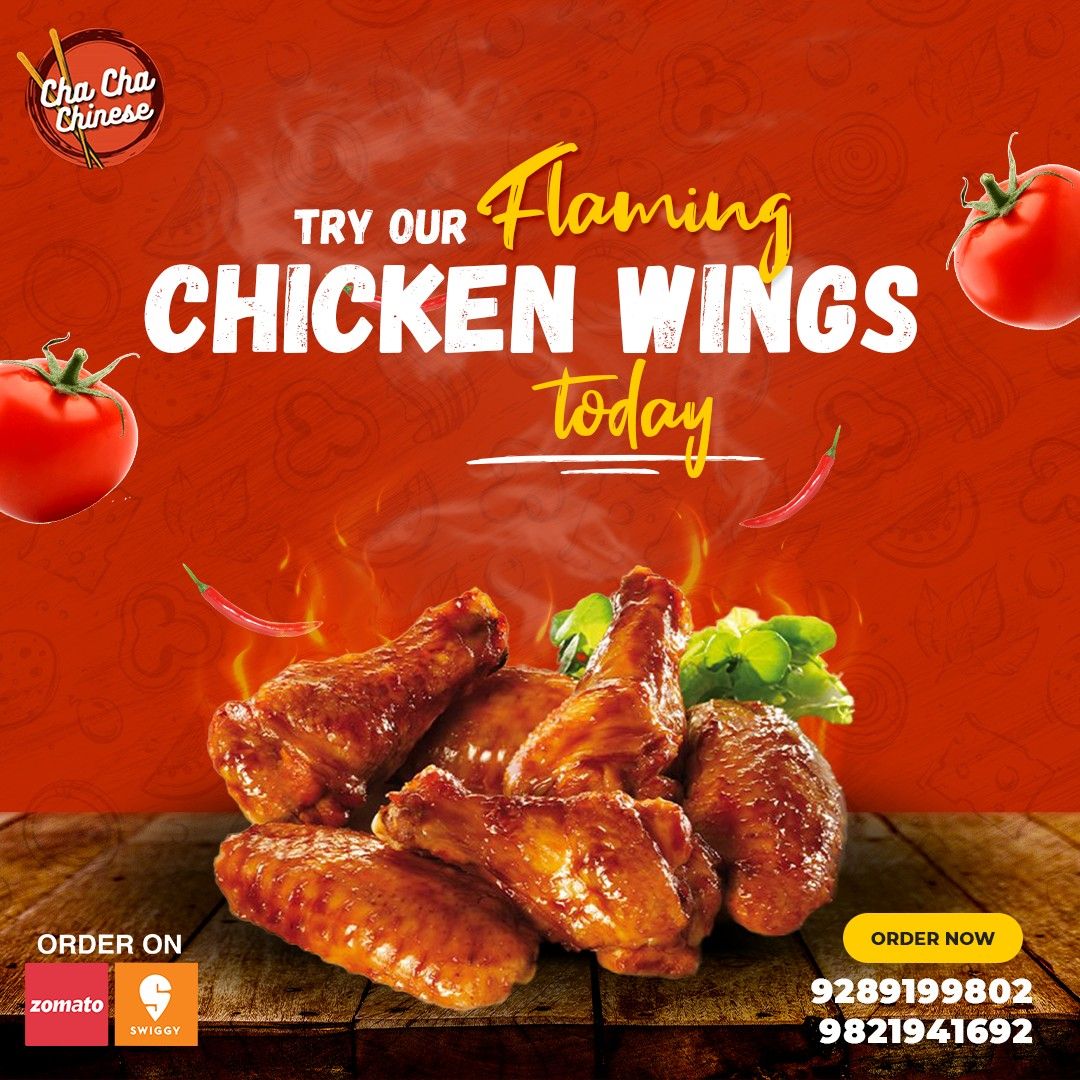 Cha Cha
Chinese
TRY OUR Flaming
CHICKEN WINGS
today
ORDER ON
zomato
SWIGGY
ORDER NOW
9289199802
9821941692